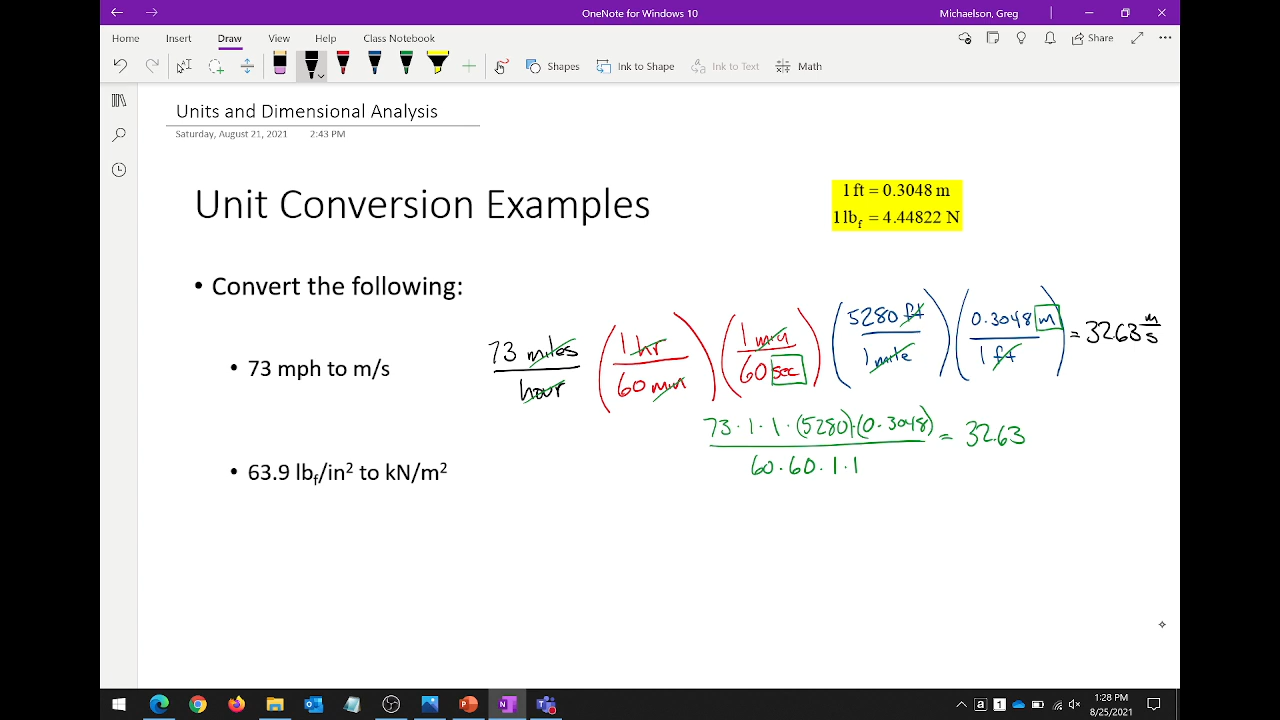 OneNote for Windows 10
Michaelson, Greg
Home Insert Draw View Help Class Notebook
Share
Shapes Ink to Shape Ink to Text Math
Units and Dimensional Analysis
Saturday, August 21, 2021 2:43 PM
Unit Conversion Examples
1 ft = 0.3048 m
1 lb_f = 4.44822 N
• Convert the following:
• 73 mph to m/s
73 miles/hour (1 hr/60 min)(1 min/60 sec)(5280 ft/1 mile)(0.3048 m/1 ft) = 32.63 m/s
73·1·1·(5280)·(0.3048)/60·60·1·1 = 32.63
• 63.9 lb_f/in² to kN/m²
1:28 PM
8/25/2021